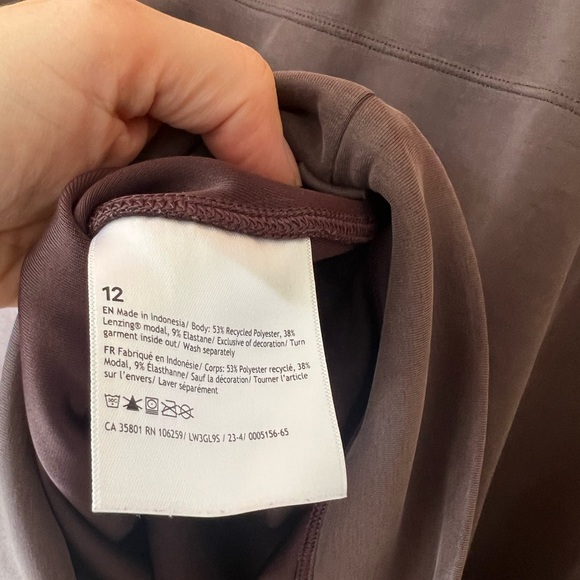 12
EN Made in Indonesia/ Body: 53% Recycled Polyester, 38%
Lenzing® modal, 9% Elastane/ Exclusive of decoration/ Turn
garment inside out/ Wash separately
FR Fabriqué en Indonésie/ Corps: 53% Polyester recyclé, 38%
Modal, 9% Élasthanne/ Sauf la décoration/ Tourner l'article
sur l'envers/ Laver séparément
CA 35801 RN 106259/ LW3GL9S / 23-4/ 0005156-65